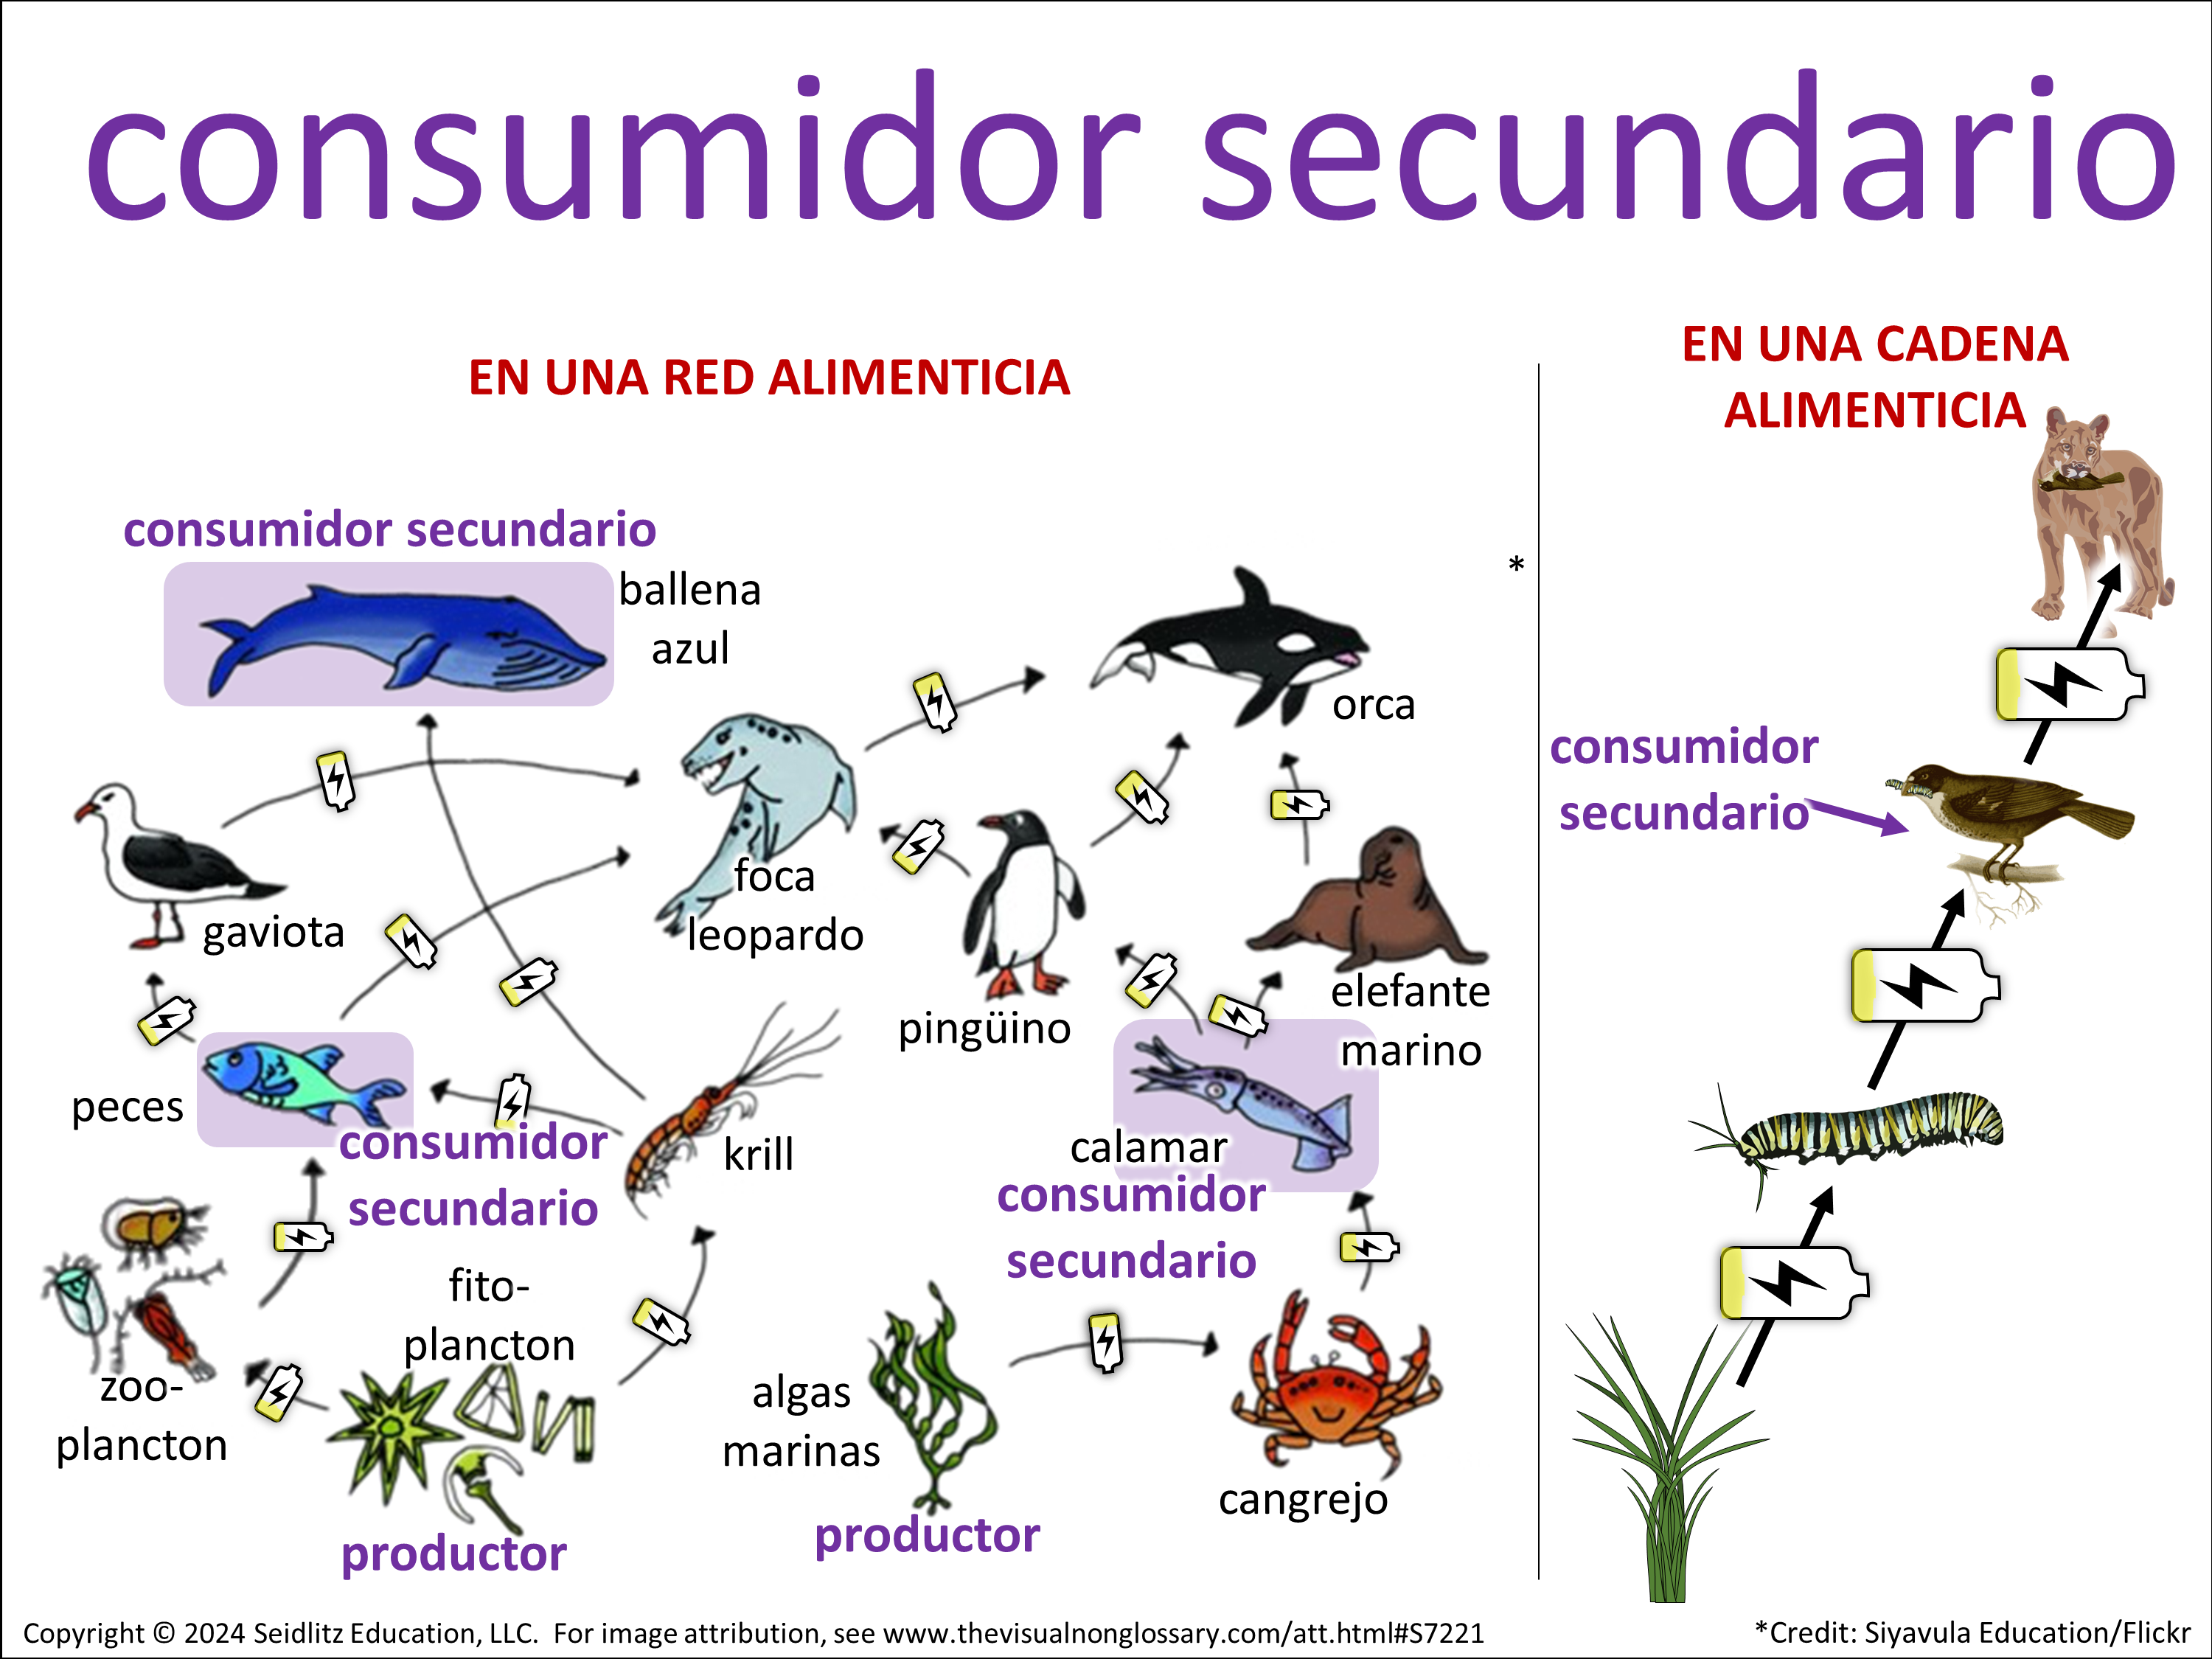 consumidor secundario
EN UNA RED ALIMENTICIA
EN UNA CADENA
ALIMENTICIA
consumidor secundario
ballena
azul
*
orca
consumidor
secundario
foca
leopardo
gaviota
pingüino
elefante
marino
peces
consumidor
secundario
krill
calamar
consumidor
secundario
fito-
plancton
zoo-
plancton
algas
marinas
cangrejo
productor
productor
Copyright © 2024 Seidlitz Education, LLC.  For image attribution, see www.thevisualnonglossary.com/att.html#S7221
*Credit: Siyavula Education/Flickr